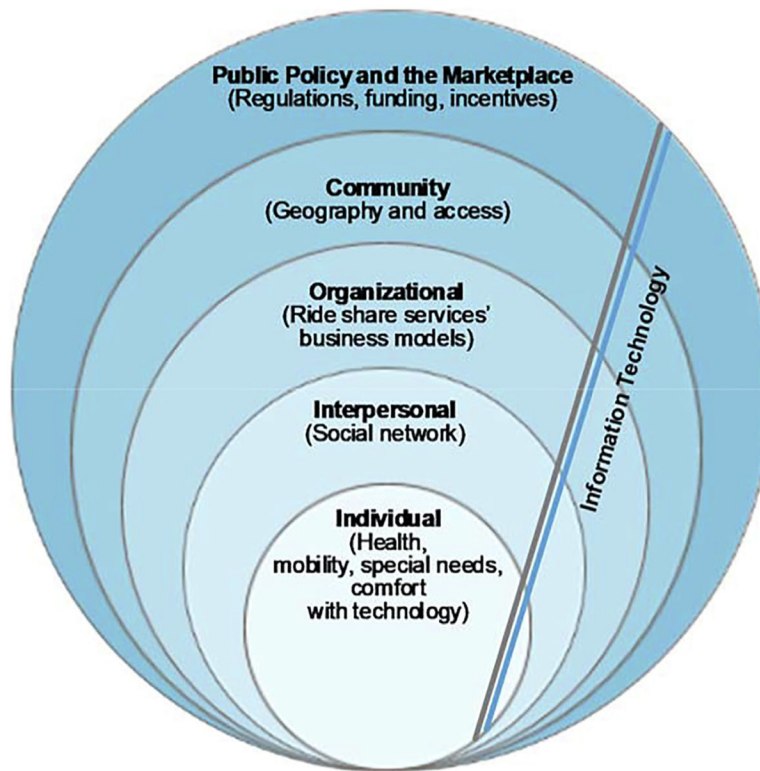 Public Policy and the Marketplace
(Regulations, funding, incentives)
Community
(Geography and access)
Organizational
(Ride share services'
business models)
Interpersonal
(Social network)
Individual
(Health,
mobility, special needs,
comfort
with technology)
Information Technology